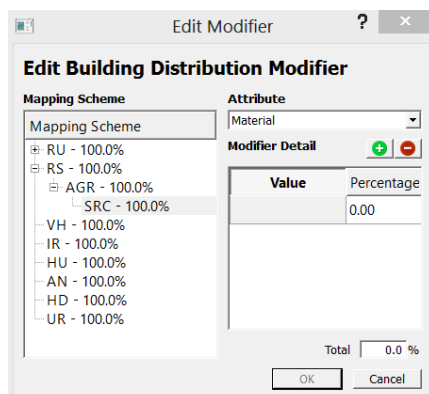 Edit Modifier ? ×
Edit Building Distribution Modifier
Mapping Scheme
Mapping Scheme
RU - 100.0%
RS - 100.0%
AGR - 100.0%
SRC - 100.0%
VH - 100.0%
IR - 100.0%
HU - 100.0%
AN - 100.0%
HD - 100.0%
UR - 100.0%
Attribute
Material
Modifier Detail
Value Percentage
0.00
Total 0.0 %
OK Cancel